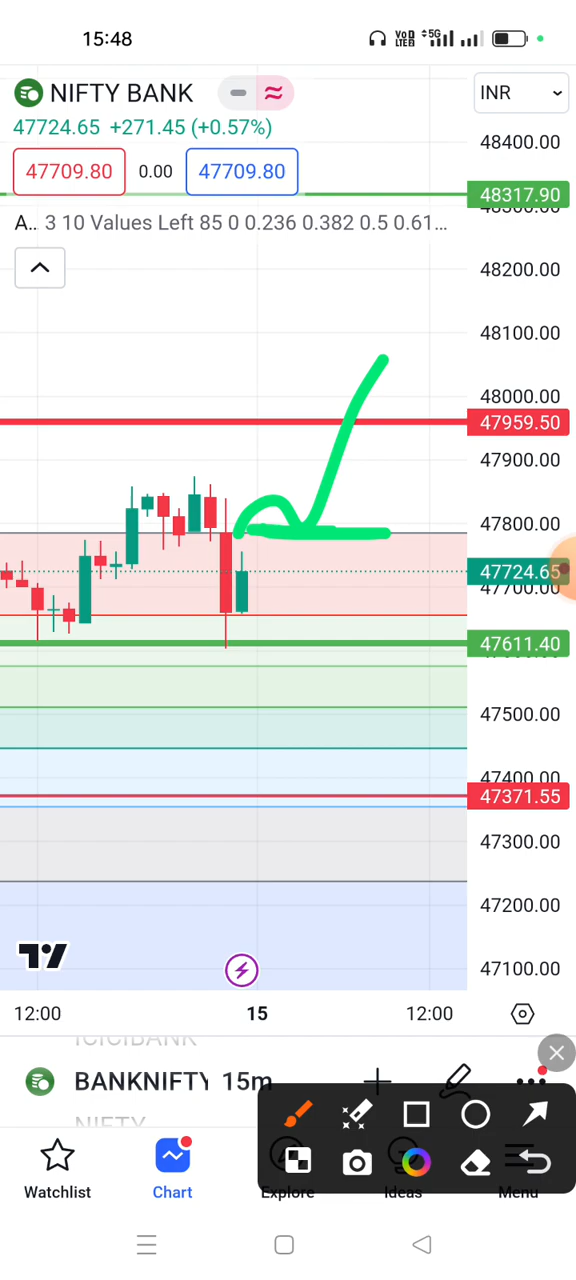 15:48
VoD LTE2 5G
NIFTY BANK
INR
47724.65 +271.45 (+0.57%)
47709.80 0.00 47709.80
A.. 3 10 Values Left 85 0 0.236 0.382 0.5 0.61...
48400.00
48317.90
48200.00
48100.00
48000.00
47959.50
47900.00
47800.00
47724.65
47700.00
47611.40
47500.00
47400.00
47371.55
47300.00
47200.00
47100.00
12:00 15 12:00
ICICIBANK
BANKNIFTY 15m
NIFTY
Watchlist Chart Explore Ideas Menu